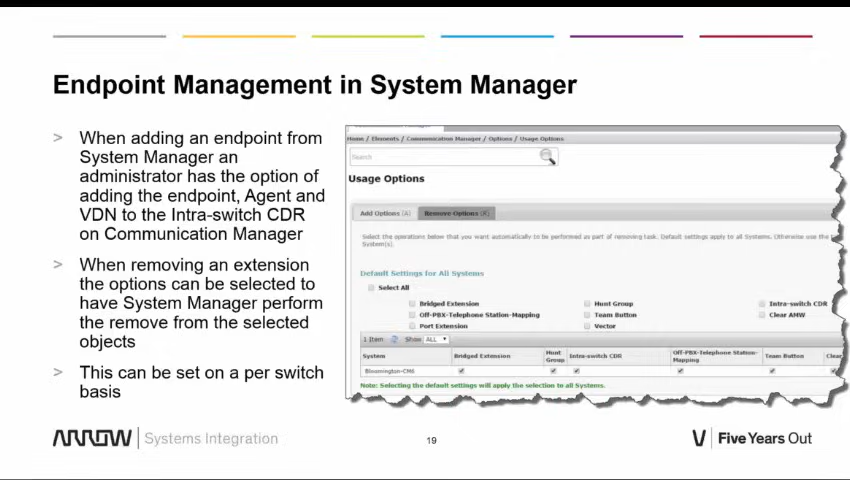 Endpoint Management in System Manager
> When adding an endpoint from
System Manager an
administrator has the option of
adding the endpoint, Agent and
VDN to the Intra-switch CDR
on Communication Manager
> When removing an extension
the options can be selected to
have System Manager perform
the remove from the selected
objects
> This can be set on a per switch
basis
Home / Elements / Communication Manager / Options / Usage Options
Search
Usage Options
Add Options (A) Remove Options (R)
Select the operations below that you want automatically to be performed as part of removing task. Default settings apply to all Systems. (Otherwise use the
System(s).
Default Settings for All Systems
Select All
Bridged Extension Hunt Group Intra-switch CDR
Off-PBX-Telephone Station-Mapping Team Button Clear AMW
Port Extension Vector
1 Item Show ALL
System Bridged Extension Hunt Group Intra-switch CDR Off-PBX-Telephone Station-Mapping Team Button Clear
Bloomington-CM6
Note: Selecting the default settings will apply the selection to all Systems.
ARROW Systems Integration
19
Five Years Out